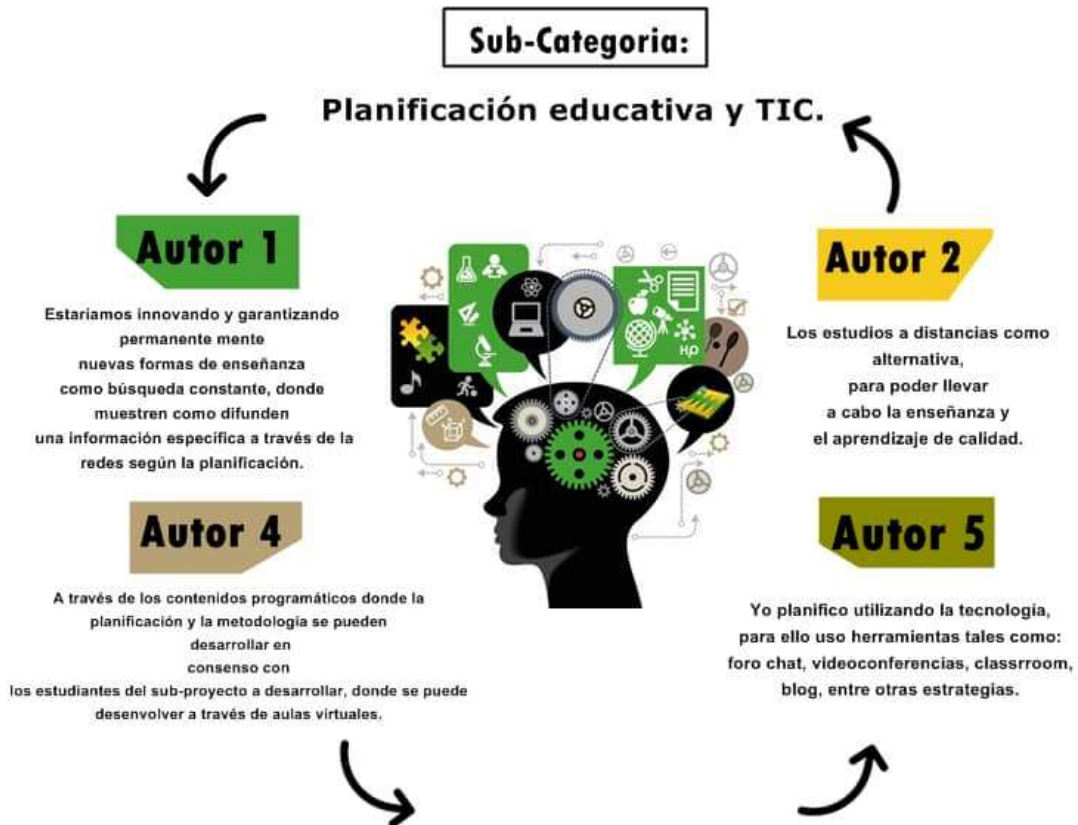 Sub-Categoria:
Planificación educativa y TIC.
Autor 1
Estariamos innovando y garantizando
permanente mente
nuevas formas de enseñanza
como búsqueda constante, donde
muestren como difunden
una información específica a través de la
redes según la planificación.
Autor 2
Los estudios a distancias como
alternativa,
para poder llevar
a cabo la enseñanza y
el aprendizaje de calidad.
H₂O
Autor 4
A través de los contenidos programáticos donde la
planificación y la metodología se pueden
desarrollar en
consenso con
los estudiantes del sub-proyecto a desarrollar, donde se puede
desenvolver a través de aulas virtuales.
Autor 5
Yo planifico utilizando la tecnología,
para ello uso herramientas tales como:
foro chat, videoconferencias, classrroom,
blog, entre otras estrategias.